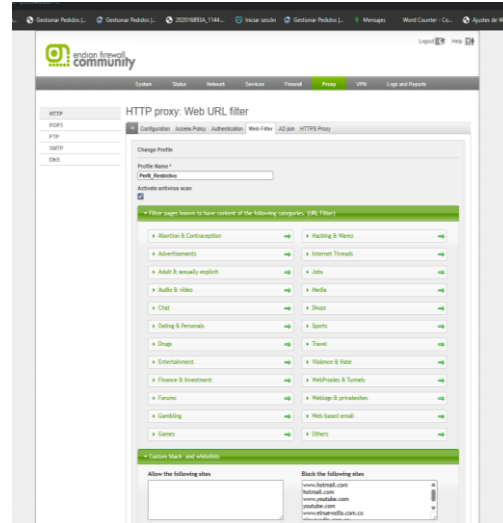 Gestionar Pedidos |... Gestionar Pedidos |... 2020168934_1144... Iniciar sesión Gestionar Pedidos |... Mensajes Word Counter - Co... Ajustes de W
Logout Help
endian firewall
community
System Status Network Services Firewall Proxy VPN Logs and Reports
HTTP
POP3
FTP
SMTP
DNS
HTTP proxy: Web URL filter
Configuration Access Policy Authentication Web Filter AD join HTTPS Proxy
Change Profile
Profile Name *
Perfil_Restrictivo
Activate antivirus scan
Filter pages known to have content of the following categories. (URL Filter)
Abortion & Contraception
Hacking & Warez
Advertisements
Internet Threads
Adult & sexually explicit
Jobs
Audio & video
Media
Chat
Shops
Dating & Personals
Sports
Drugs
Travel
Entertainment
Violence & Hate
Finance & Investment
WebProxies & Tunnels
Forums
Weblogs & privatesites
Gambling
Web-based email
Games
Others
Custom black- and whitelists
Allow the following sites
Block the following sites
www.hotmail.com
hotmail.com
www.youtube.com
youtube.com
www.elnuevodia.com.co